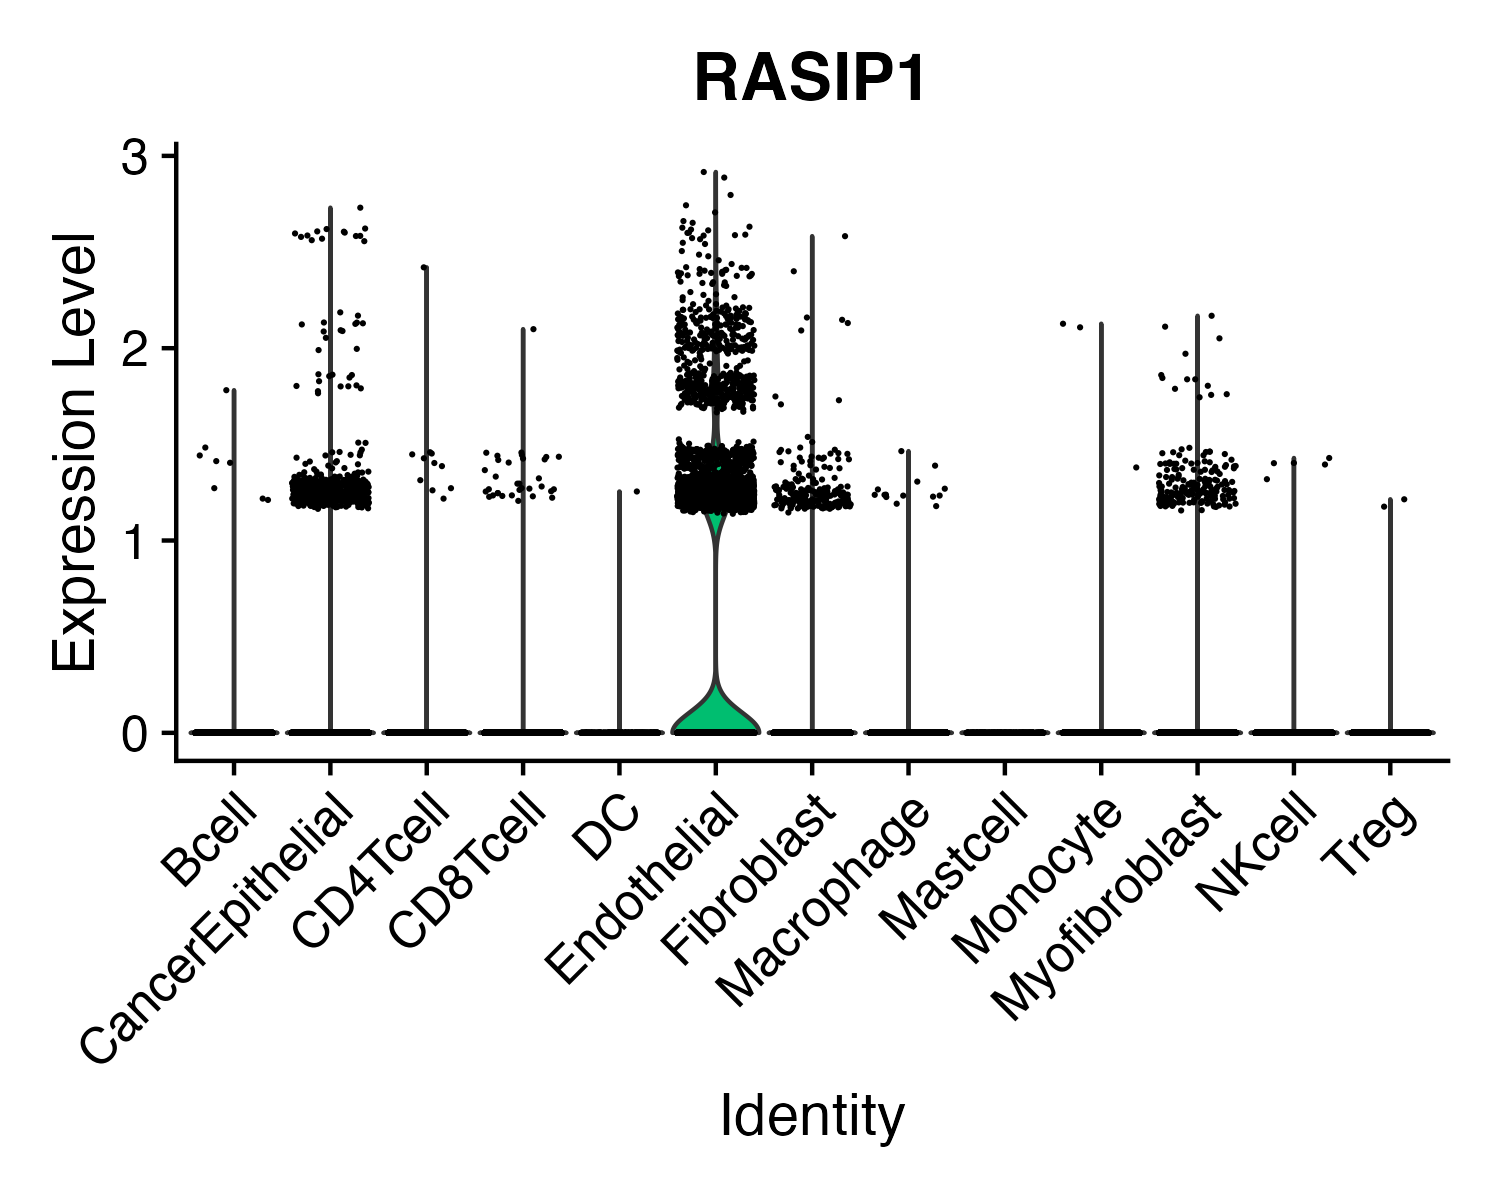 RASIP1
Expression Level
3
2
1
0
Bcell
CancerEpithelial
CD4Tcell
CD8Tcell
DC
Endothelial
Fibroblast
Macrophage
Mastcell
Monocyte
Myofibroblast
NKcell
Treg
Identity